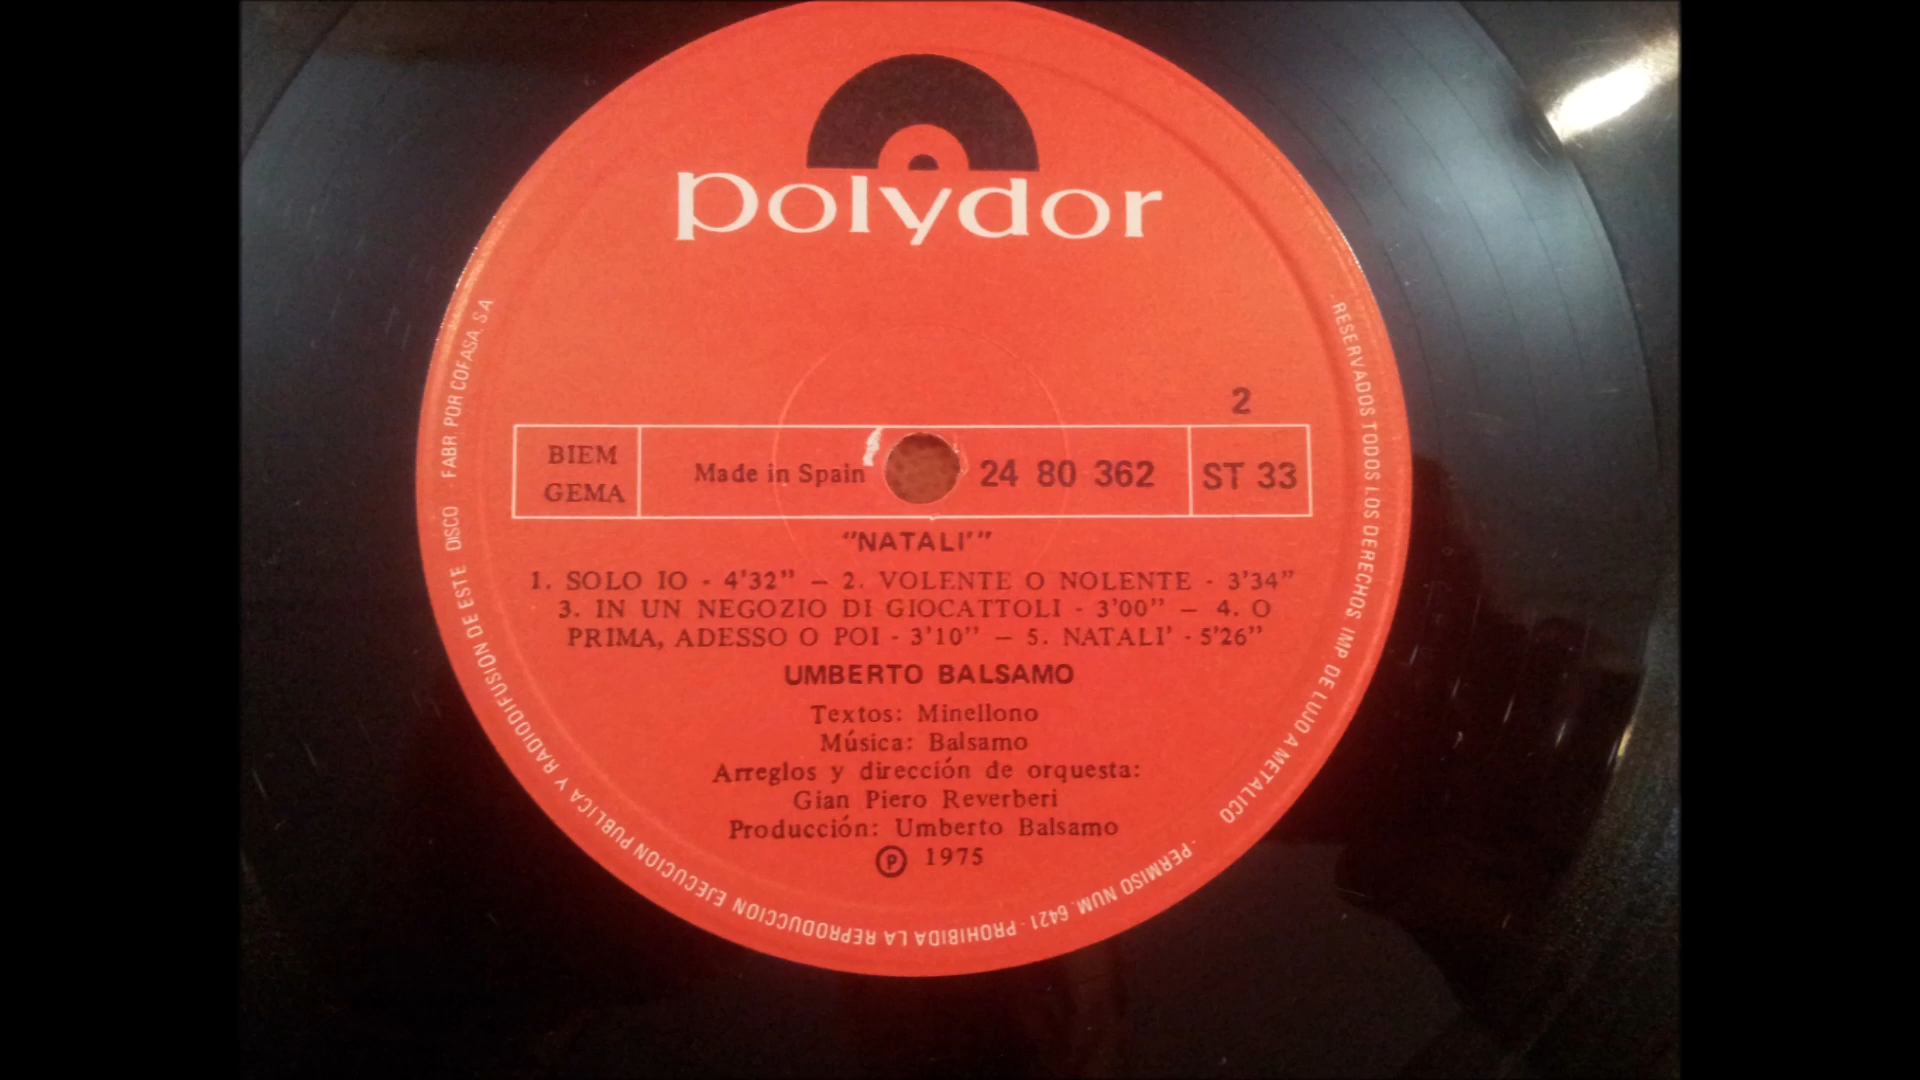 polydor
2
BIEM
GEMA
Made in Spain
24 80 362
ST 33
"NATALI'"
1. SOLO IO - 4'32" — 2. VOLENTE O NOLENTE - 3'34"
3. IN UN NEGOZIO DI GIOCATTOLI - 3'00" — 4. O
PRIMA, ADESSO O POI - 3'10" — 5. NATALI' - 5'26"
UMBERTO BALSAMO
Textos: Minellono
Música: Balsamo
Arreglos y dirección de orquesta:
Gian Piero Reverberi
Producción: Umberto Balsamo
℗ 1975
RESERVADOS TODOS LOS DERECHOS IMP DE LUJO A METALICO
· PERMISO NUM. 6421 · PROHIBIDA LA REPRODUCCION EJECUCION PUBLICA Y RADIODIFUSION DE ESTE DISCO FABR POR COFASA. S A